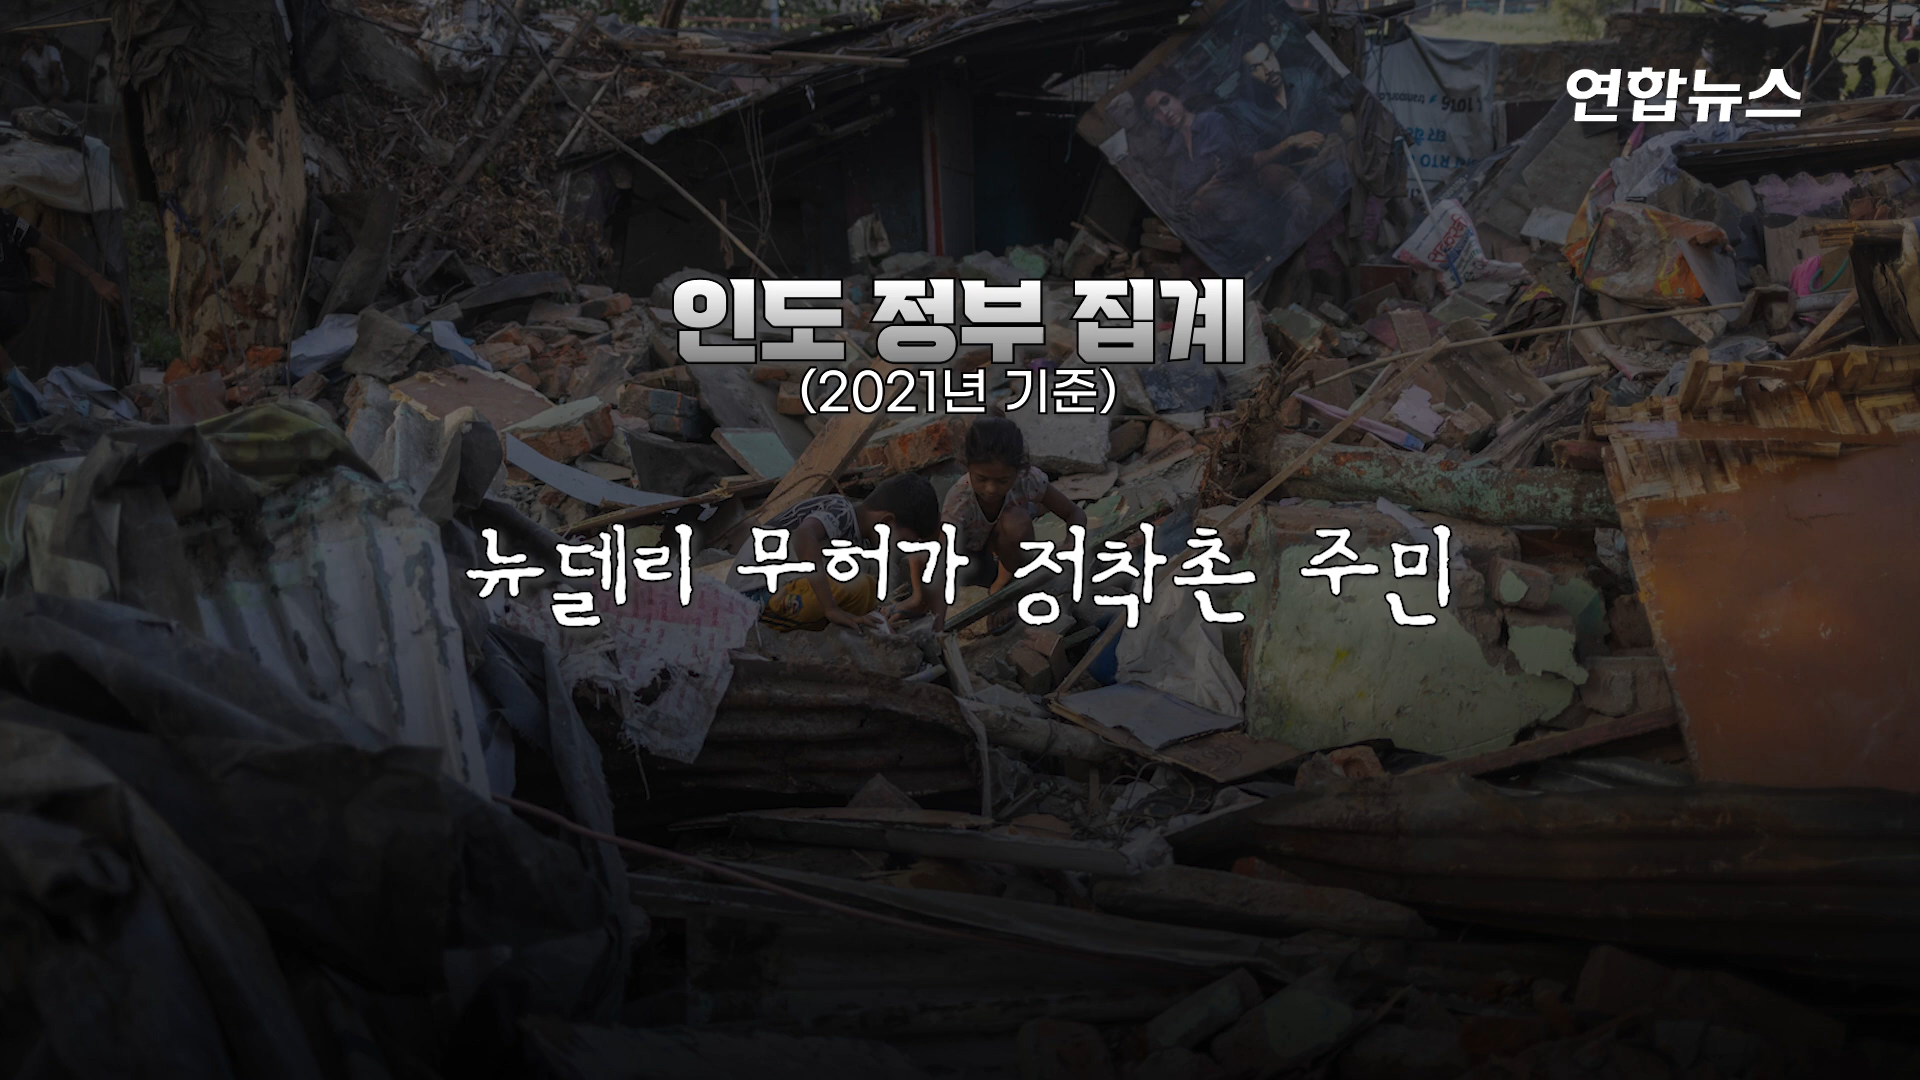 연합뉴스
인도 정부 집계
(2021년 기준)
뉴델리 무허가 정착촌 주민